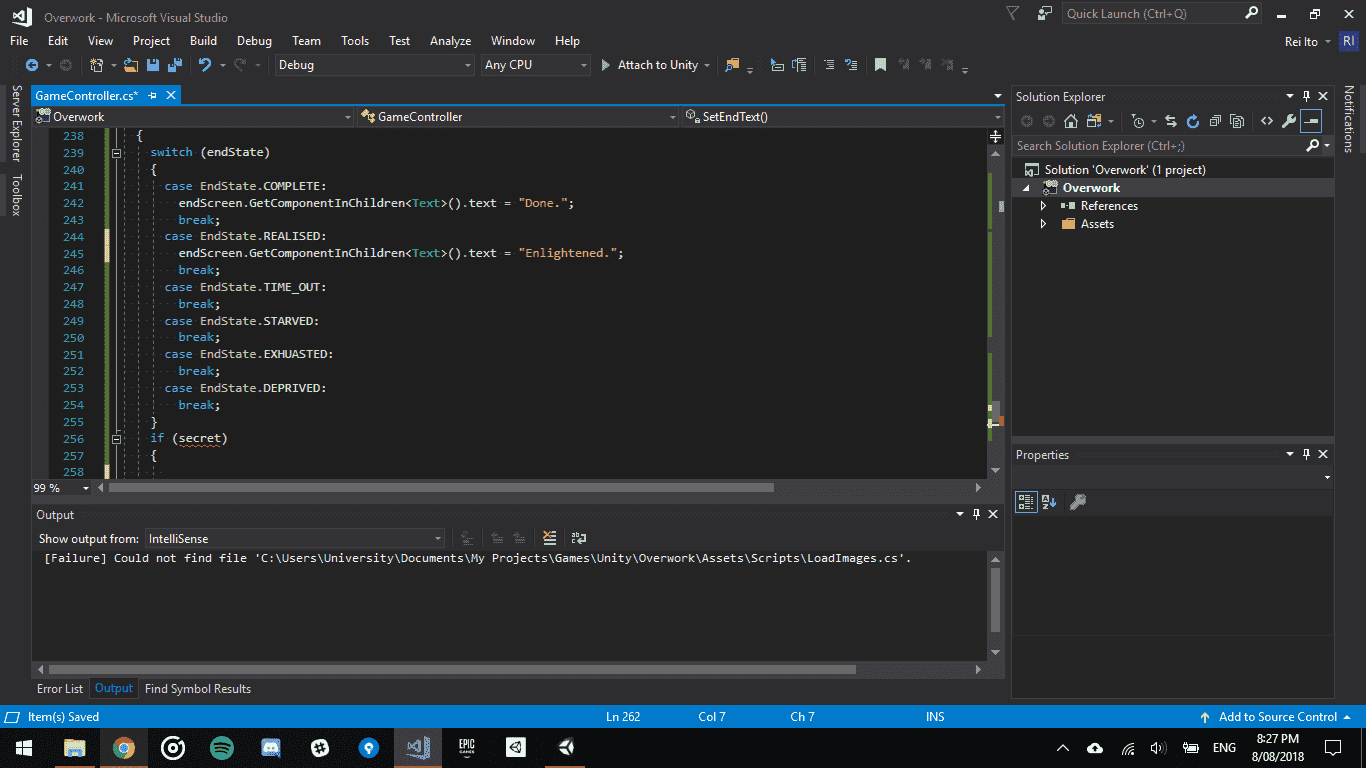 Overwork - Microsoft Visual Studio
Quick Launch (Ctrl+Q)
File Edit View Project Build Debug Team Tools Test Analyze Window Help
Rei Ito RI
Debug Any CPU Attach to Unity
Server Explorer
Toolbox
GameController.cs*
Overwork GameController SetEndText()
238 {
239 switch (endState)
240 {
241 case EndState.COMPLETE:
242 endScreen.GetComponentInChildren<Text>().text = "Done.";
243 break;
244 case EndState.REALISED:
245 endScreen.GetComponentInChildren<Text>().text = "Enlightened.";
246 break;
247 case EndState.TIME_OUT:
248 break;
249 case EndState.STARVED:
250 break;
251 case EndState.EXHUASTED:
252 break;
253 case EndState.DEPRIVED:
254 break;
255 }
256 if (secret)
257 {
258
99 %
Output
Show output from: IntelliSense
[Failure] Could not find file 'C:\Users\University\Documents\My Projects\Games\Unity\Overwork\Assets\Scripts\LoadImages.cs'.
Error List Output Find Symbol Results
Solution Explorer
Search Solution Explorer (Ctrl+;)
Solution 'Overwork' (1 project)
Overwork
References
Assets
Properties
Notifications
Item(s) Saved Ln 262 Col 7 Ch 7 INS Add to Source Control
EPIC
GAMES
ENG
8:27 PM
8/08/2018